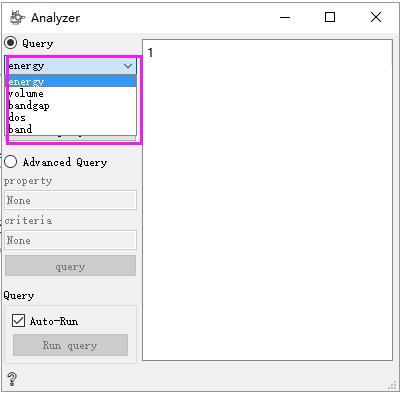 Analyzer
Query
1
energy
energy
volume
bandgap
dos
band
Advanced Query
property
None
criteria
None
query
Query
Auto-Run
Run query
?